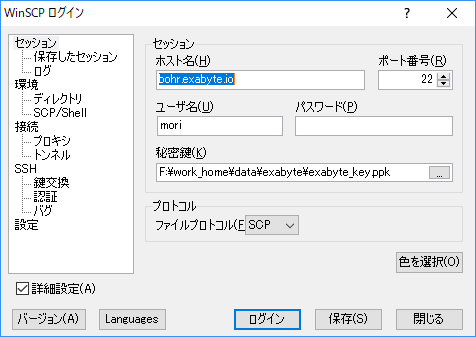 WinSCP ログイン
セッション
保存したセッション
ログ
環境
ディレクトリ
SCP/Shell
接続
プロキシ
トンネル
SSH
鍵交換
認証
バグ
設定
セッション
ホスト名(H) ポート番号(R)
bohr.exabyte.io 22
ユーザ名(U) パスワード(P)
mori
秘密鍵(K)
F:¥work_home¥data¥exabyte¥exabyte_key.ppk ...
プロトコル
ファイルプロトコル(F SCP
色を選択(O)
詳細設定(A)
バージョン(A) Languages ログイン 保存(S) 閉じる